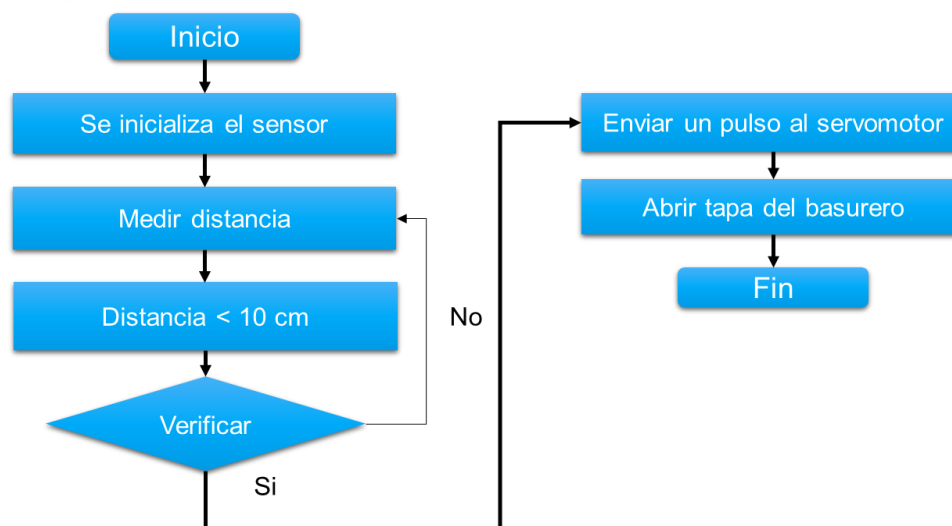 Inicio
Se inicializa el sensor
Medir distancia
Distancia < 10 cm
Verificar
No
Si
Enviar un pulso al servomotor
Abrir tapa del basurero
Fin